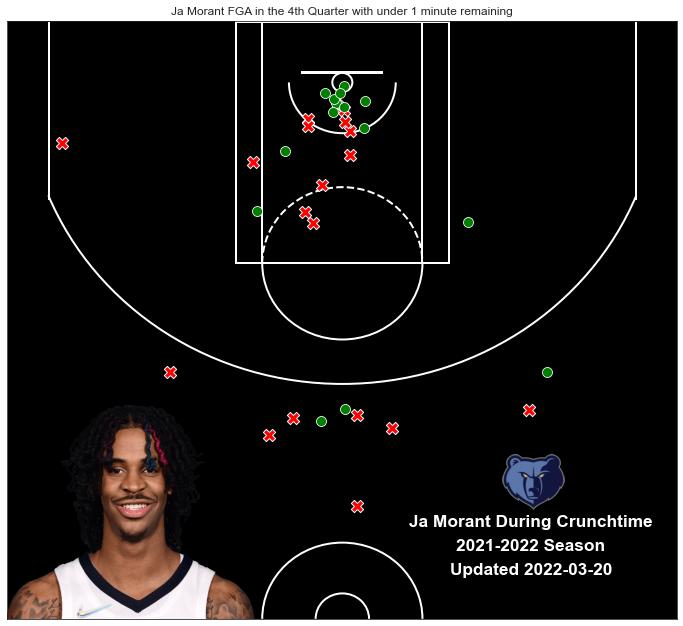 Ja Morant FGA in the 4th Quarter with under 1 minute remaining
Ja Morant During Crunchtime
2021-2022 Season
Updated 2022-03-20